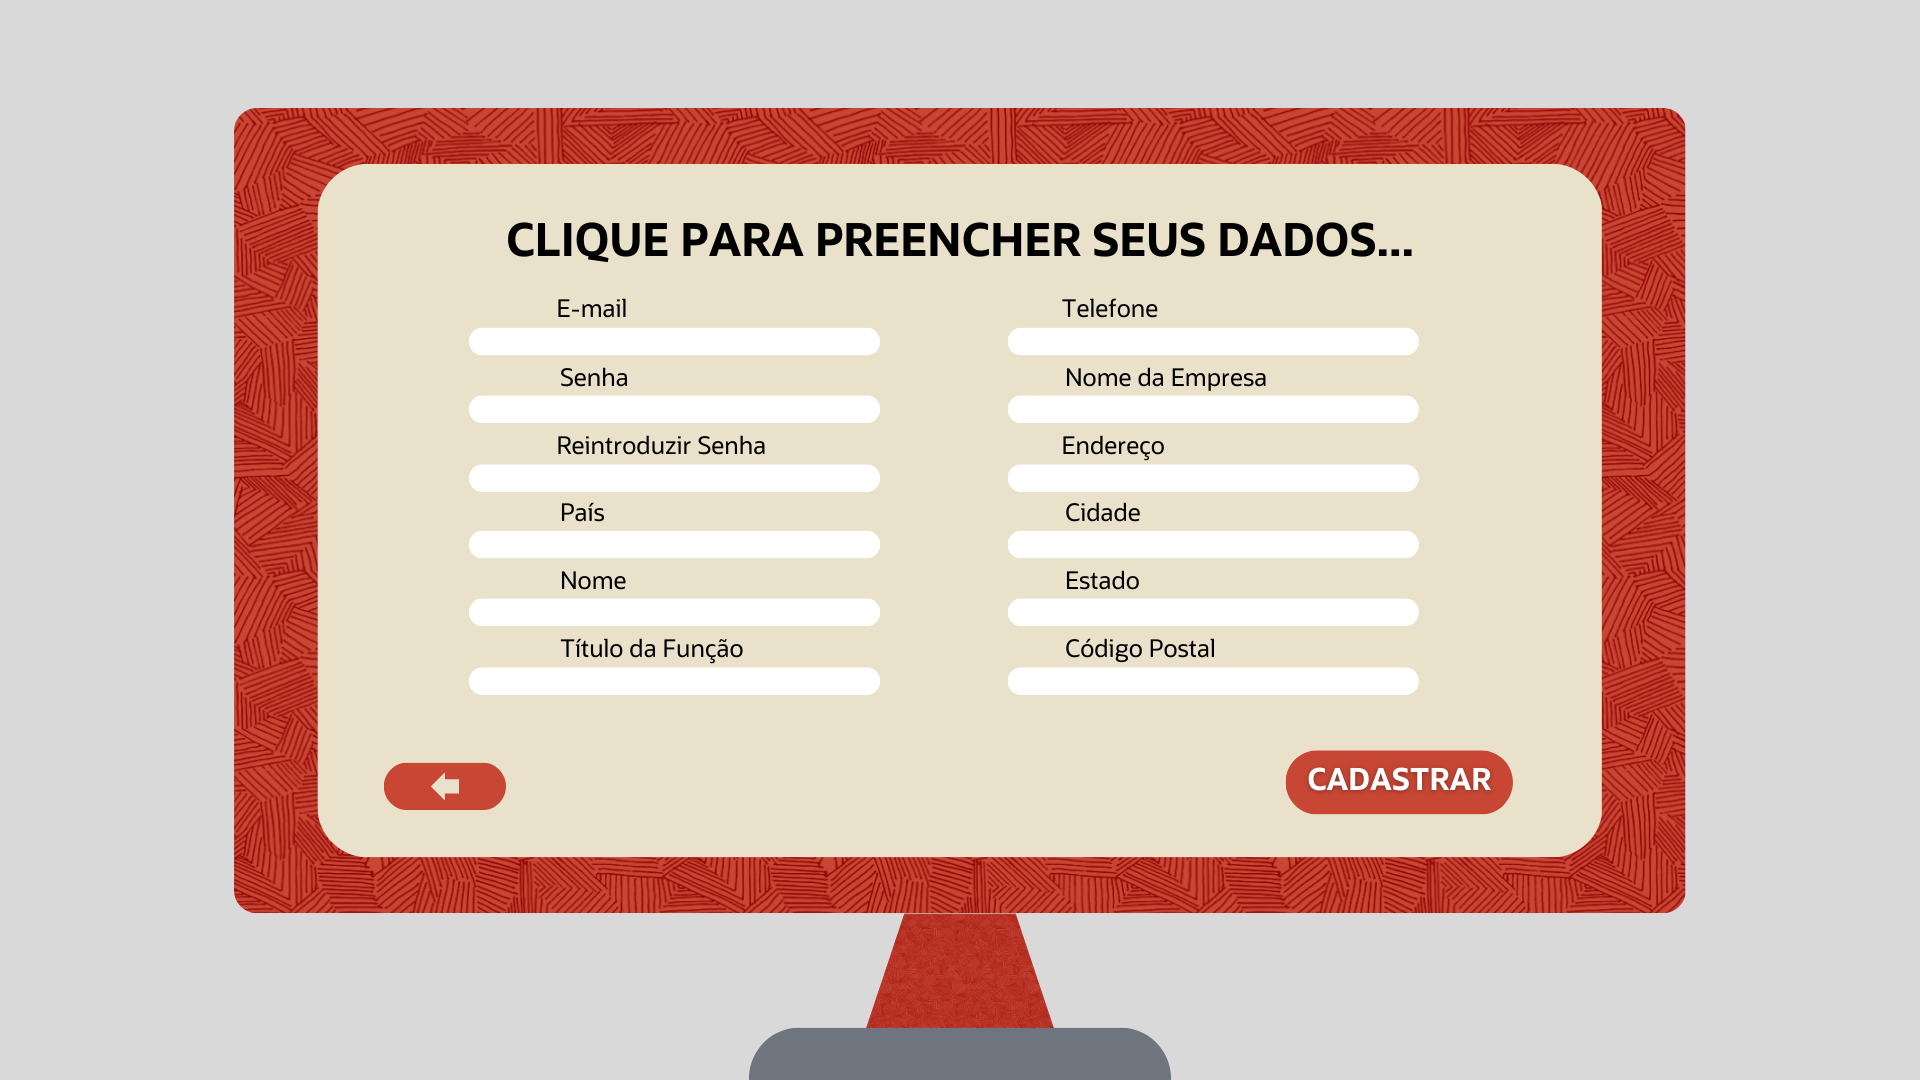 CLIQUE PARA PREENCHER SEUS DADOS...
E-mail
Senha
Reintroduzir Senha
País
Nome
Título da Função
Telefone
Nome da Empresa
Endereço
Cidade
Estado
Código Postal
CADASTRAR